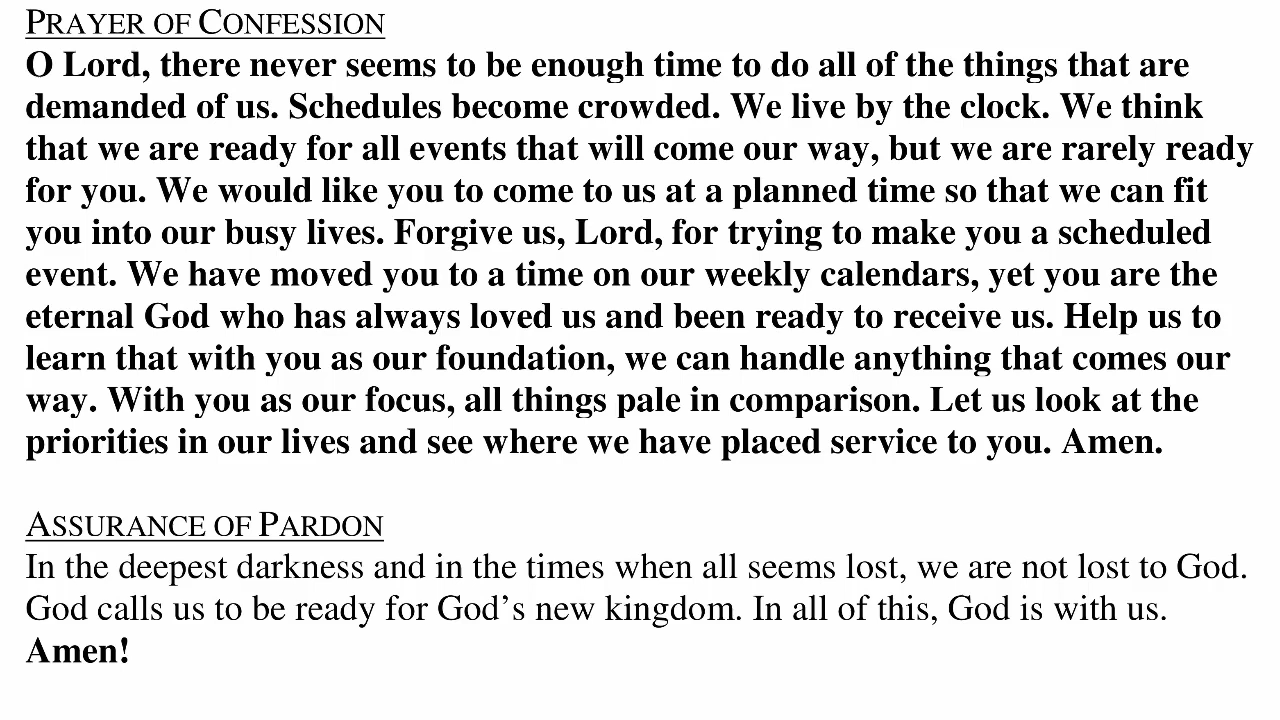 PRAYER OF CONFESSION
O Lord, there never seems to be enough time to do all of the things that are
demanded of us. Schedules become crowded. We live by the clock. We think
that we are ready for all events that will come our way, but we are rarely ready
for you. We would like you to come to us at a planned time so that we can fit
you into our busy lives. Forgive us, Lord, for trying to make you a scheduled
event. We have moved you to a time on our weekly calendars, yet you are the
eternal God who has always loved us and been ready to receive us. Help us to
learn that with you as our foundation, we can handle anything that comes our
way. With you as our focus, all things pale in comparison. Let us look at the
priorities in our lives and see where we have placed service to you. Amen.
ASSURANCE OF PARDON
In the deepest darkness and in the times when all seems lost, we are not lost to God.
God calls us to be ready for God’s new kingdom. In all of this, God is with us.
Amen!